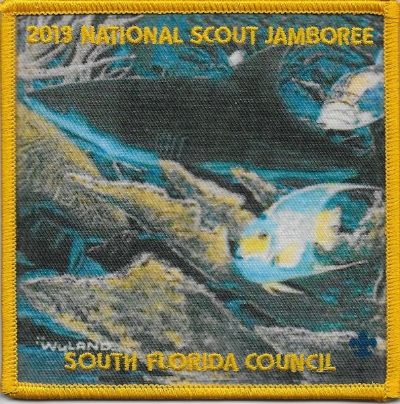 2013 NATIONAL SCOUT JAMBOREE
WYLAND
SOUTH FLORIDA COUNCIL